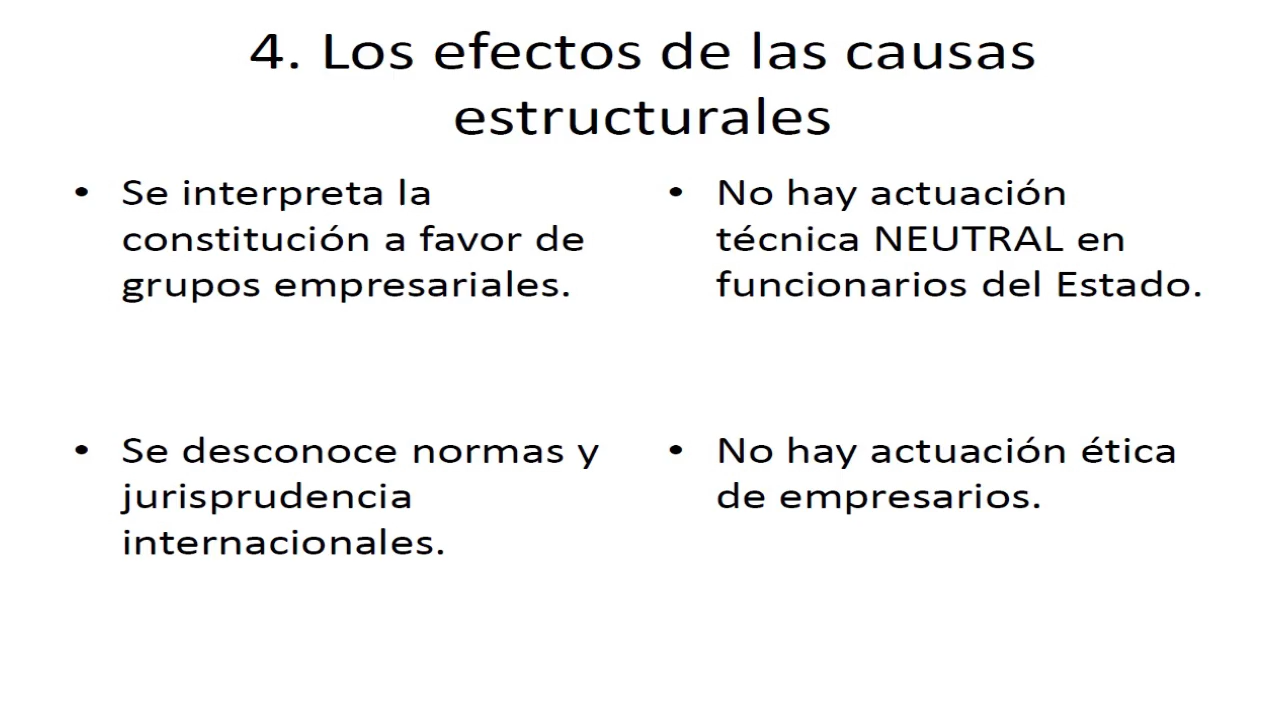 4. Los efectos de las causas
estructurales
• Se interpreta la
constitución a favor de
grupos empresariales.
• Se desconoce normas y
jurisprudencia
internacionales.
• No hay actuación
técnica NEUTRAL en
funcionarios del Estado.
• No hay actuación ética
de empresarios.